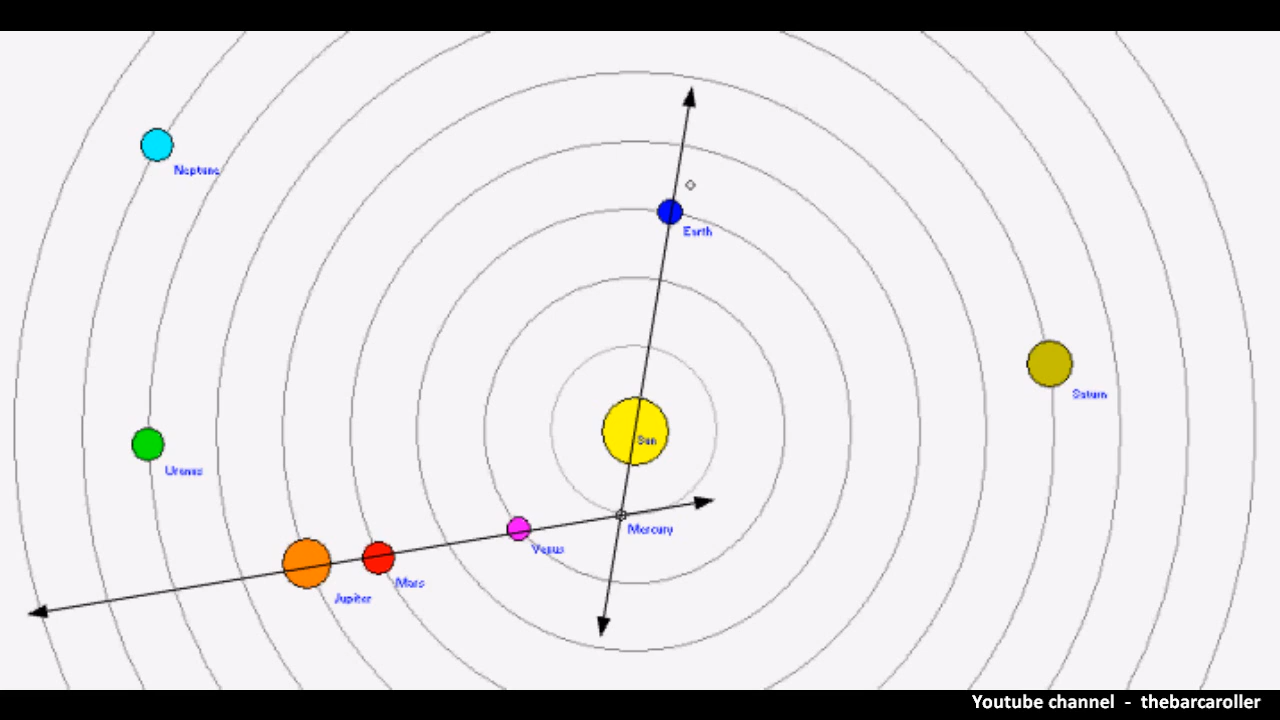 Neptune
Earth
Saturn
Sun
Uranus
Mercury
Venus
Mars
Jupiter
Youtube channel - thebarcaroller